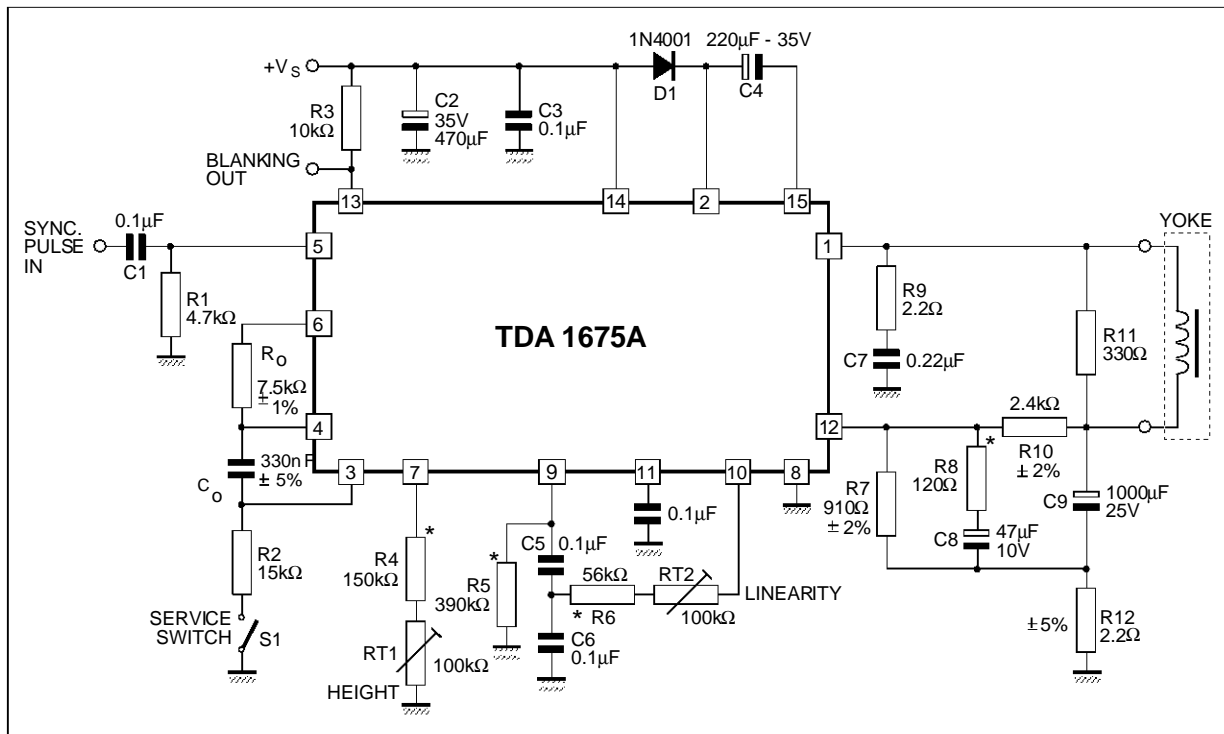 1N4001
220µF - 35V
+VS
D1
C4
R3
10kΩ
C2
35V
470µF
C3
0.1µF
BLANKING
OUT
13
14
2
15
SYNC.
PULSE
IN
0.1µF
C1
5
1
YOKE
R1
4.7kΩ
R9
2.2Ω
R11
330Ω
6
TDA 1675A
C7
0.22µF
RO
7.5kΩ
± 1%
4
12
2.4kΩ
R10
± 2%
330nF
± 5%
Co
3
7
9
11
10
8
*
R8
120Ω
R7
910Ω
± 2%
C9
1000µF
25V
0.1µF
C8
47µF
10V
R2
15kΩ
*
R4
150kΩ
C5
0.1µF
*
R5
390kΩ
56kΩ
* R6
RT2
100kΩ
LINEARITY
SERVICE
SWITCH
S1
RT1
100kΩ
HEIGHT
C6
0.1µF
± 5%
R12
2.2Ω